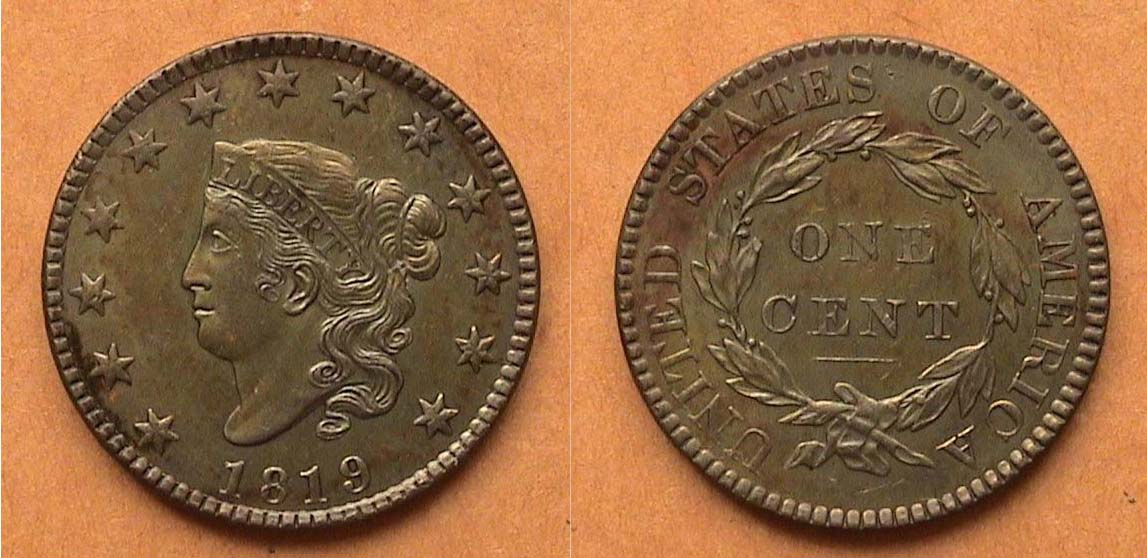 LIBERTY
1819
UNITED STATES OF AMERICA
ONE
CENT